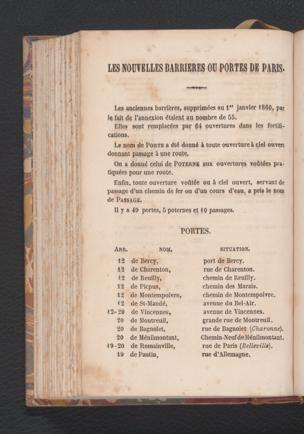 LES NOUVELLES BARRIERES OU PORTES DE PARIS.
Les anciennes barrières, supprimées au 1er janvier 1860, par
le fait de l'annexion étaient au nombre de 55.
Elles sont remplacées par 64 ouvertures dans les fortifi-
cations.
Le nom de PORTE a été donné à toute ouverture à ciel ouvert
donnant passage à une route.
On a donné celui de POTERNE aux ouvertures voûtées pra-
tiquées pour une route.
Enfin, toute ouverture voûtée ou à ciel ouvert, servant de
passage d'un chemin de fer ou d'un cours d'eau, a pris le nom
de PASSAGE.
Il y a 49 portes, 5 poternes et 10 passages.
PORTES.
ARR. NOM. SITUATION.
12 de Bercy, port de Bercy.
12 de Charenton, rue de Charenton.
12 de Reuilly, chemin de Reuilly.
12 de Picpus, chemin des Marais.
12 de Montempoivre, chemin de Montempoivre.
12 de St-Mandé, avenue du Bel-Air.
12-20 de Vincennes, avenue de Vincennes.
20 de Montreuil, grande rue de Montreuil.
20 de Bagnolet, rue de Bagnolet (Charonne).
20 de Ménilmontant, Chemin-Neuf de Ménilmontant.
19-20 de Romainville, rue de Paris (Belleville).
19 de Pantin, rue d'Allemagne.